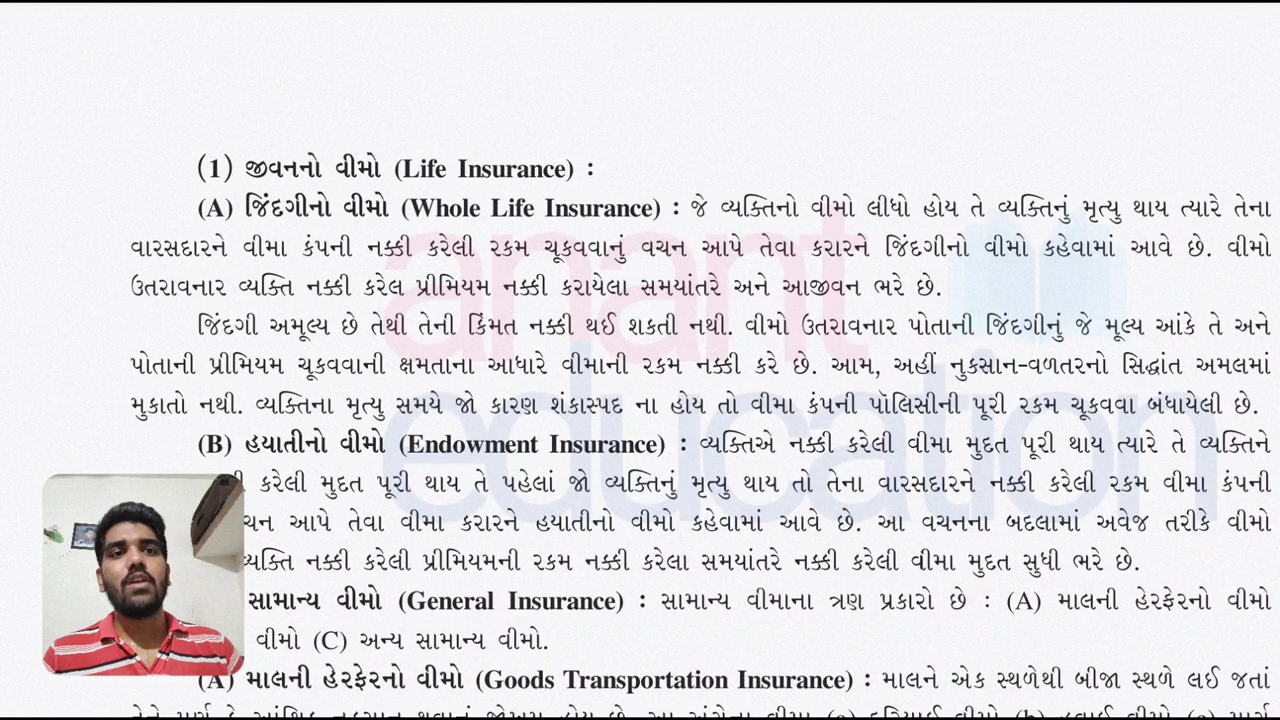 (1) જીવનનો વીમો (Life Insurance) :
(A) જિંદગીનો વીમો (Whole Life Insurance) : જે વ્યક્તિનો વીમો લીધો હોય તે વ્યક્તિનું મૃત્યુ થાય ત્યારે તેના
વારસદારને વીમા કંપની નક્કી કરેલી રકમ ચૂકવવાનું વચન આપે તેવા કરારને જિંદગીનો વીમો કહેવામાં આવે છે. વીમો
ઉતરાવનાર વ્યક્તિ નક્કી કરેલ પ્રીમિયમ નક્કી કરાયેલા સમયાંતરે અને આજીવન ભરે છે.
જિંદગી અમૂલ્ય છે તેથી તેની કિંમત નક્કી થઈ શકતી નથી. વીમો ઉતરાવનાર પોતાની જિંદગીનું જે મૂલ્ય આંકે તે અને
પોતાની પ્રીમિયમ ચૂકવવાની ક્ષમતાના આધારે વીમાની રકમ નક્કી કરે છે. આમ, અહીં નુકસાન-વળતરનો સિદ્ધાંત અમલમાં
મુકાતો નથી. વ્યક્તિના મૃત્યુ સમયે જો કારણ શંકાસ્પદ ના હોય તો વીમા કંપની પૉલિસીની પૂરી રકમ ચૂકવવા બંધાયેલી છે.
(B) હયાતીનો વીમો (Endowment Insurance) : વ્યક્તિએ નક્કી કરેલી વીમા મુદત પૂરી થાય ત્યારે તે વ્યક્તિને
કરેલી મુદત પૂરી થાય તે પહેલાં જો વ્યક્તિનું મૃત્યુ થાય તો તેના વારસદારને નક્કી કરેલી રકમ વીમા કંપની
આપે તેવા વીમા કરારને હયાતીનો વીમો કહેવામાં આવે છે. આ વચનના બદલામાં અવેજ તરીકે વીમો
નક્કી કરેલી પ્રીમિયમની રકમ નક્કી કરેલા સમયાંતરે નક્કી કરેલી વીમા મુદત સુધી ભરે છે.
સામાન્ય વીમો (General Insurance) : સામાન્ય વીમાના ત્રણ પ્રકારો છે : (A) માલની હેરફેરનો વીમો
વીમો (C) અન્ય સામાન્ય વીમો.
(A) માલની હેરફેરનો વીમો (Goods Transportation Insurance) : માલને એક સ્થળેથી બીજા સ્થળે લઈ જતાં
anant
education